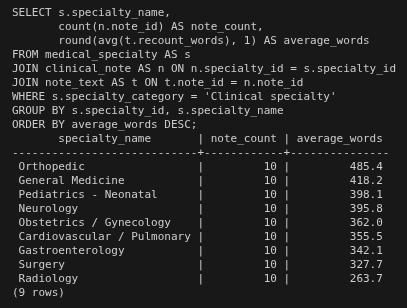 SELECT s.specialty_name,
       count(n.note_id) AS note_count,
       round(avg(t.recount_words), 1) AS average_words
FROM medical_specialty AS s
JOIN clinical_note AS n ON n.specialty_id = s.specialty_id
JOIN note_text AS t ON t.note_id = n.note_id
WHERE s.specialty_category = 'Clinical specialty'
GROUP BY s.specialty_id, s.specialty_name
ORDER BY average_words DESC;
       specialty_name       | note_count | average_words
----------------------------+------------+---------------
 Orthopedic                 |         10 |         485.4
 General Medicine           |         10 |         418.2
 Pediatrics - Neonatal      |         10 |         398.1
 Neurology                  |         10 |         395.8
 Obstetrics / Gynecology    |         10 |         362.0
 Cardiovascular / Pulmonary |         10 |         355.5
 Gastroenterology           |         10 |         342.1
 Surgery                    |         10 |         327.7
 Radiology                  |         10 |         263.7
(9 rows)